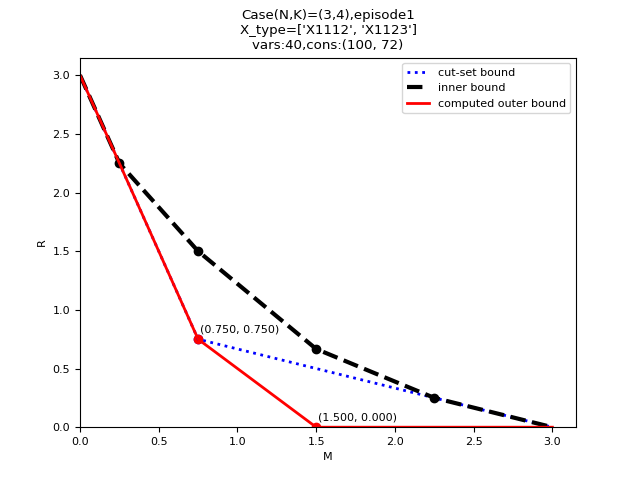 Case(N,K)=(3,4),episode1
X_type=['X1112', 'X1123']
vars:40,cons:(100, 72)
cut-set bound
inner bound
computed outer bound
3.0
2.5
2.0
1.5
1.0
0.5
0.0
R
(0.750, 0.750)
(1.500, 0.000)
0.0
0.5
1.0
1.5
2.0
2.5
3.0
M